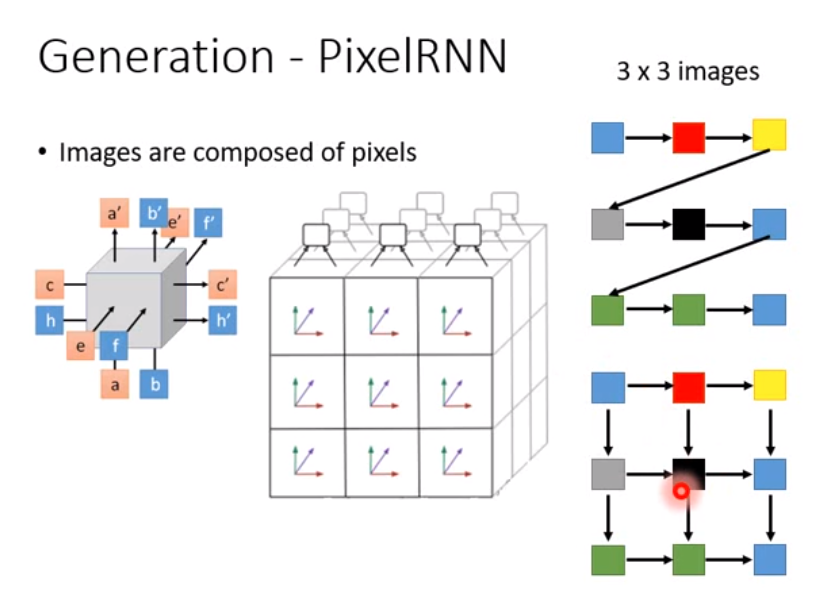 Generation - PixelRNN
3 x 3 images
• Images are composed of pixels
a’ b’ e’ f’
c c’
h h’
e f
a b